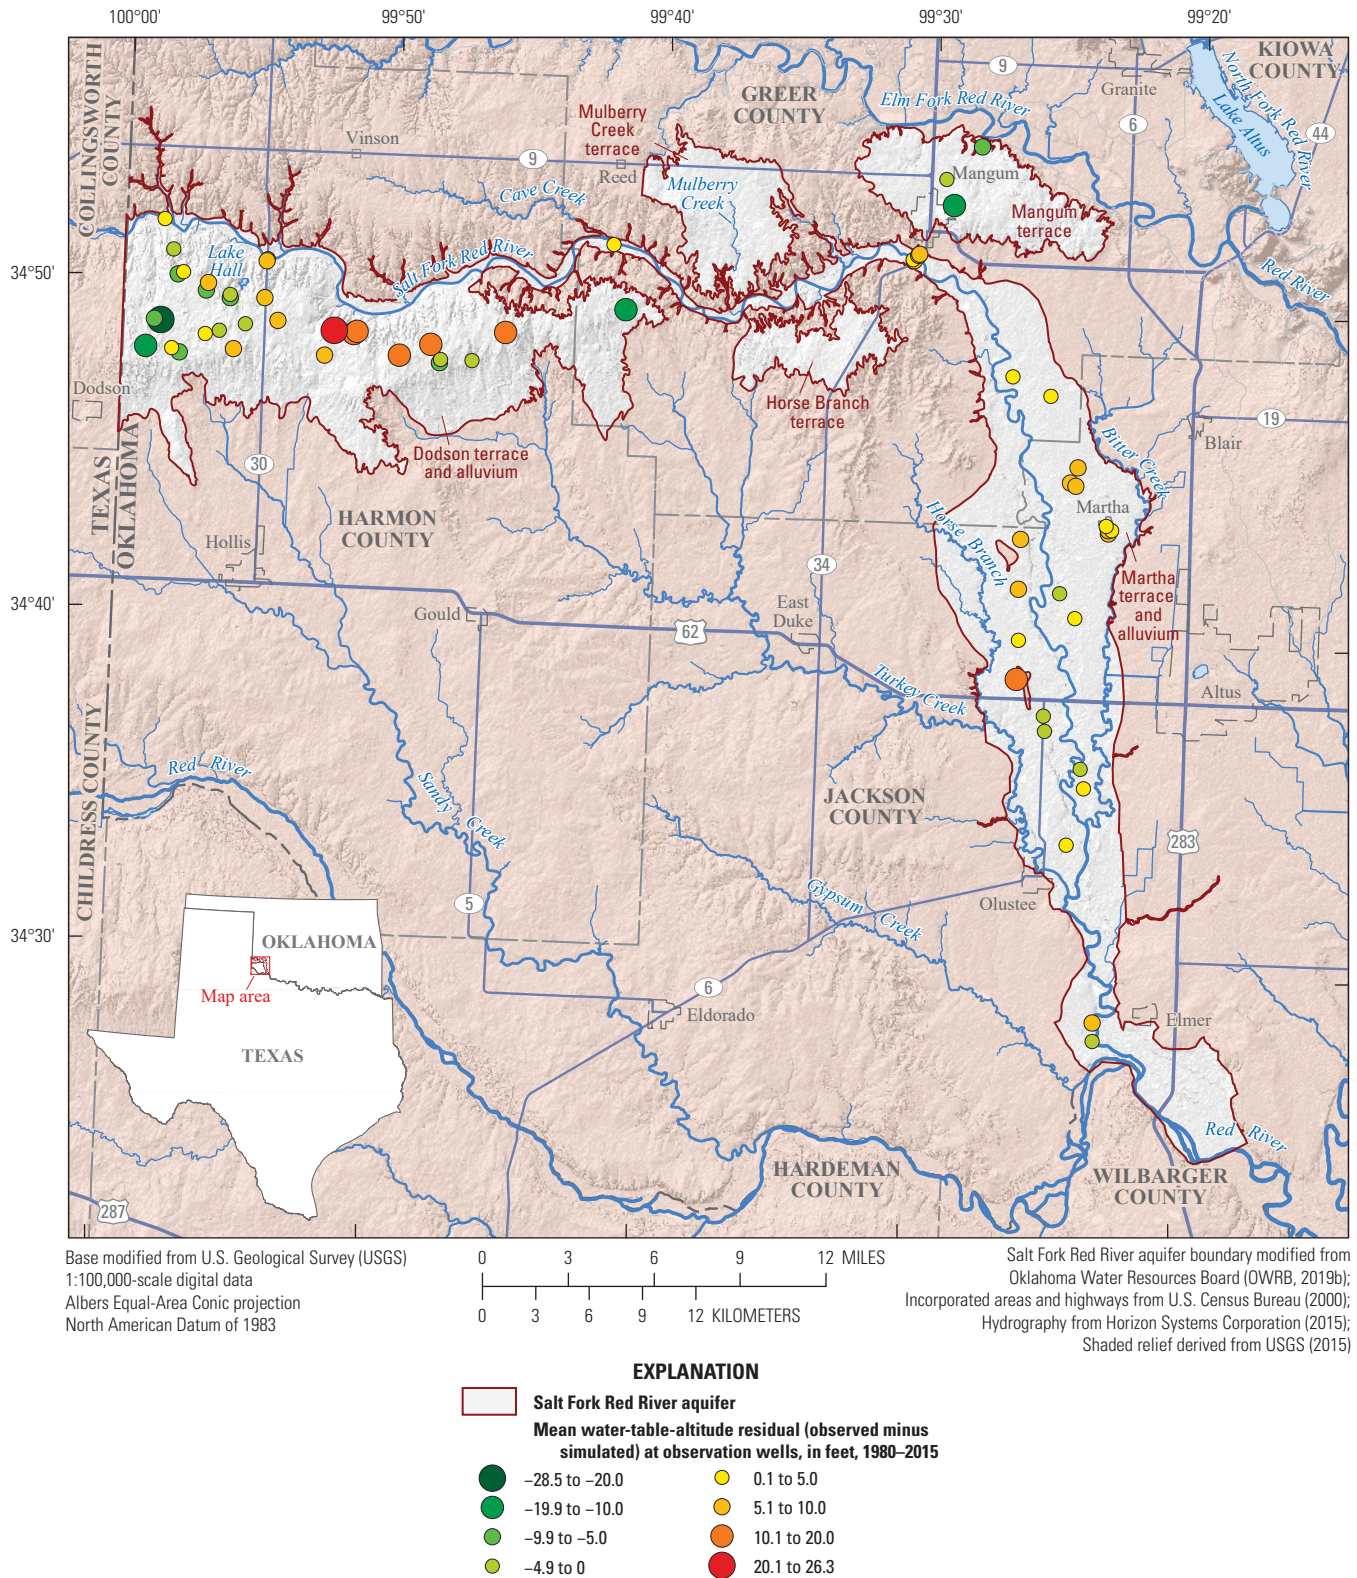 100°00'
99°50'
99°40'
99°30'
99°20'
COLLINGSWORTH
COUNTY
Vinson
9
Reed
Mulberry
Creek
terrace
GREER
COUNTY
Elm Fork Red River
9
Granite
6
KIOWA
COUNTY
North Fork Red River
Lake Altus
44
Cave Creek
Mulberry
Creek
Mangum
Mangum
terrace
34°50'
Lake
Hall
Salt Fork Red River
Red River
Dodson
TEXAS
OKLAHOMA
Dodson terrace
and alluvium
Horse Branch
terrace
19
Blair
Bitter Creek
30
HARMON
COUNTY
Hollis
Martha
Horse Branch
34
Martha
terrace
and
alluvium
34°40'
Gould
62
East
Duke
Turkey Creek
Altus
Red River
CHILDRESS COUNTY
Sandy Creek
JACKSON
COUNTY
283
5
Gypsum Creek
Olustee
34°30'
OKLAHOMA
Map area
TEXAS
6
Eldorado
Elmer
Red River
HARDEMAN
COUNTY
WILBARGER
COUNTY
287
Base modified from U.S. Geological Survey (USGS)
1:100,000-scale digital data
Albers Equal-Area Conic projection
North American Datum of 1983
0 3 6 9 12 MILES
0 3 6 9 12 KILOMETERS
Salt Fork Red River aquifer boundary modified from
Oklahoma Water Resources Board (OWRB, 2019b);
Incorporated areas and highways from U.S. Census Bureau (2000);
Hydrography from Horizon Systems Corporation (2015);
Shaded relief derived from USGS (2015)
EXPLANATION
Salt Fork Red River aquifer
Mean water-table-altitude residual (observed minus
simulated) at observation wells, in feet, 1980–2015
−28.5 to −20.0
−19.9 to −10.0
−9.9 to −5.0
−4.9 to 0
0.1 to 5.0
5.1 to 10.0
10.1 to 20.0
20.1 to 26.3